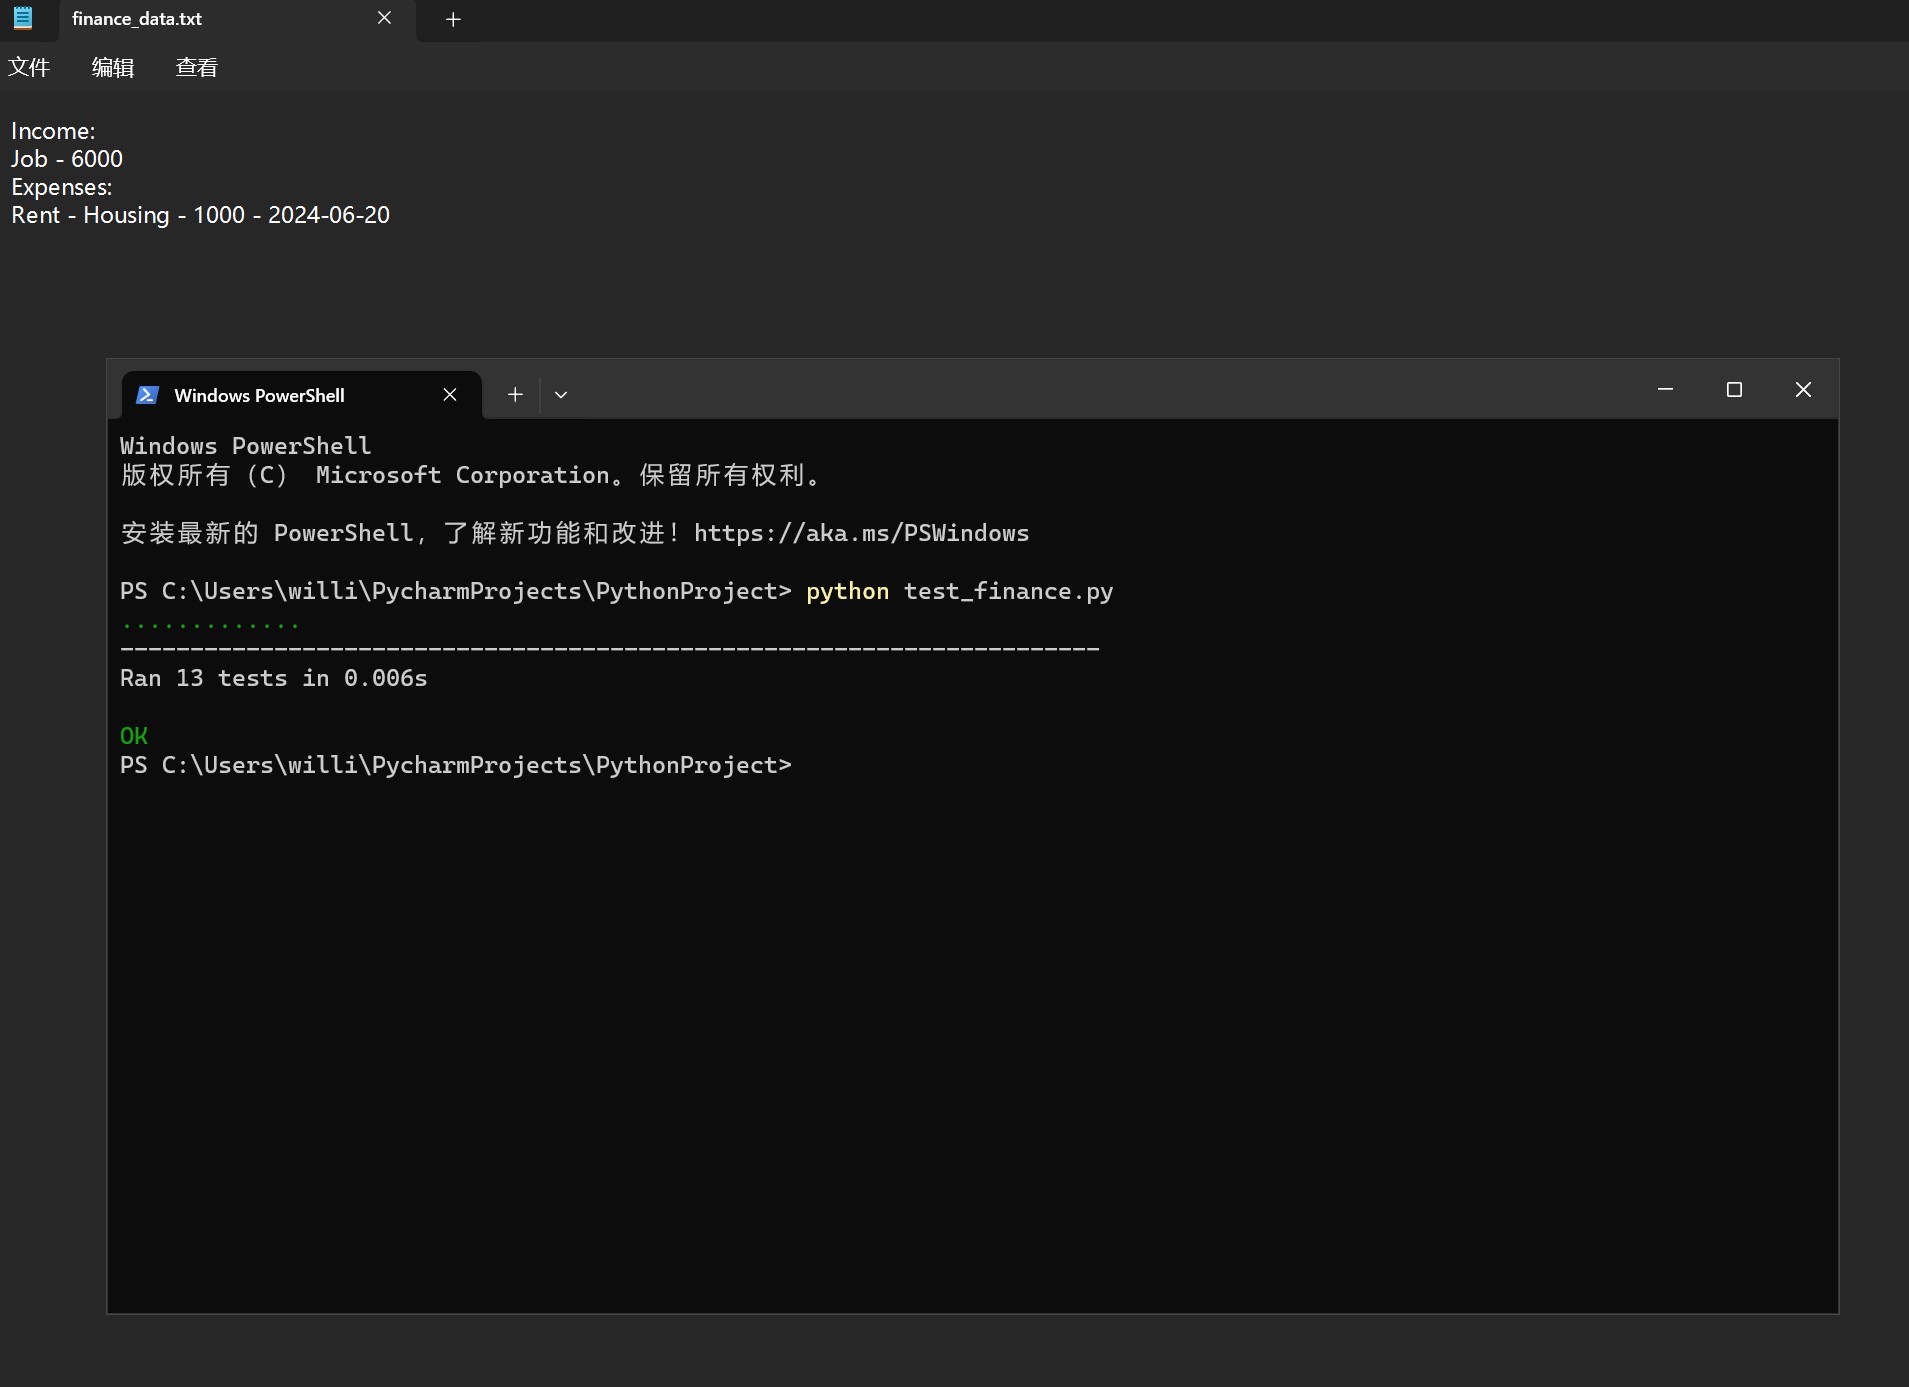 finance_data.txt
文件 编辑 查看
Income:
Job - 6000
Expenses:
Rent - Housing - 1000 - 2024-06-20
Windows PowerShell
Windows PowerShell
版权所有（C） Microsoft Corporation。保留所有权利。
安装最新的 PowerShell，了解新功能和改进！https://aka.ms/PSWindows
PS C:\Users\willi\PycharmProjects\PythonProject> python test_finance.py
.............
----------------------------------------------------------------------
Ran 13 tests in 0.006s
OK
PS C:\Users\willi\PycharmProjects\PythonProject>